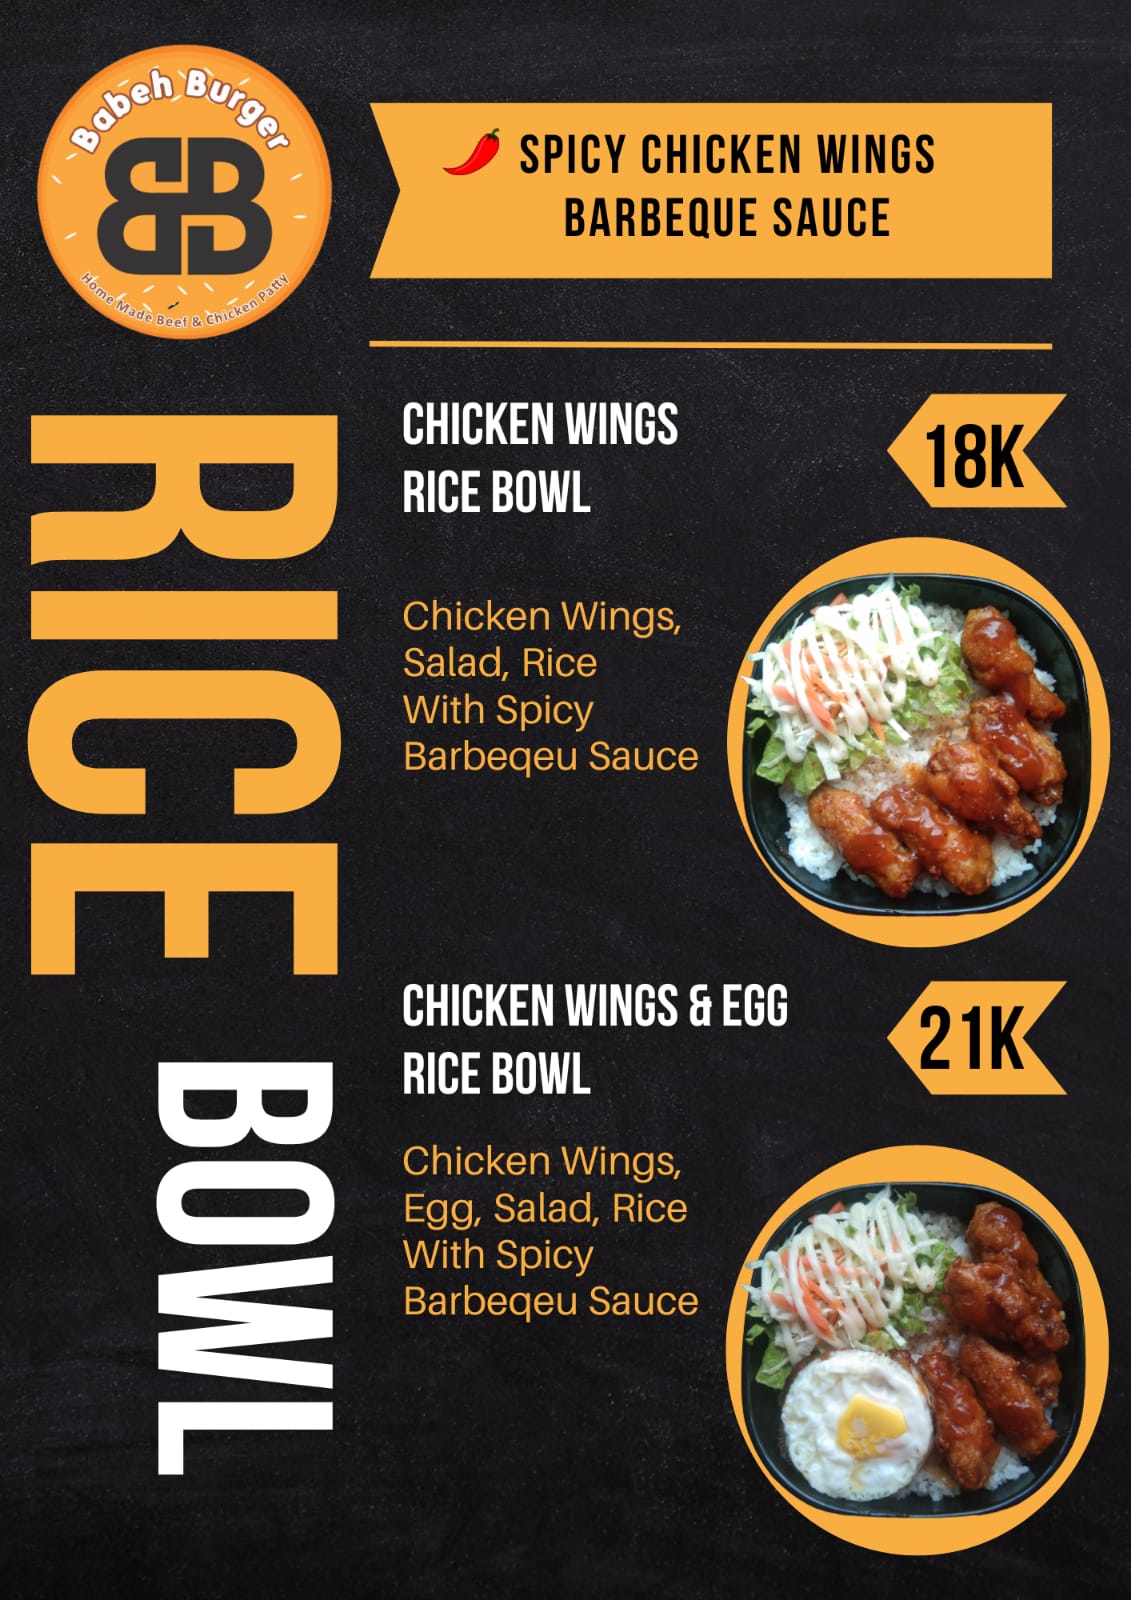 Babeh Burger
BB
Home Made Beef & Chicken Patty
SPICY CHICKEN WINGS
BARBEQUE SAUCE
RICE
BOWL
CHICKEN WINGS
RICE BOWL
18K
Chicken Wings,
Salad, Rice
With Spicy
Barbeqeu Sauce
CHICKEN WINGS & EGG
RICE BOWL
21K
Chicken Wings,
Egg, Salad, Rice
With Spicy
Barbeqeu Sauce